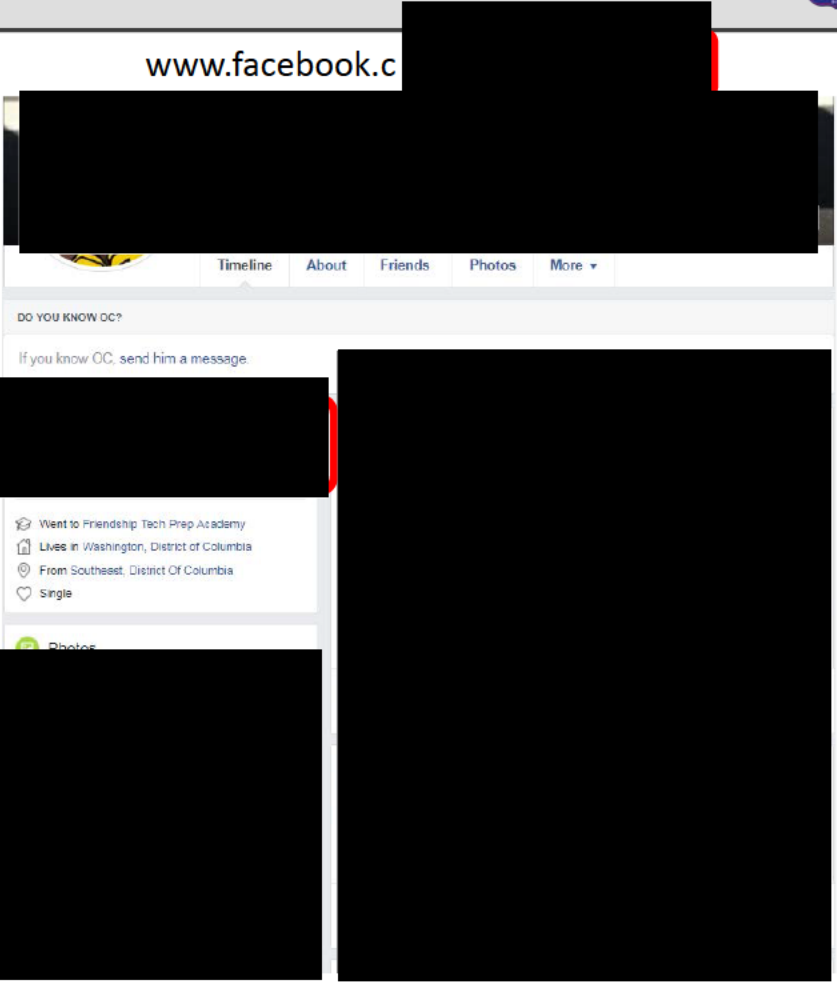 www.facebook.c
Timeline About Friends Photos More
DO YOU KNOW OC?
If you know OC, send him a message.
Went to Friendship Tech Prep Academy
Lives in Washington, District of Columbia
From Southeast, District Of Columbia
Single
Photos